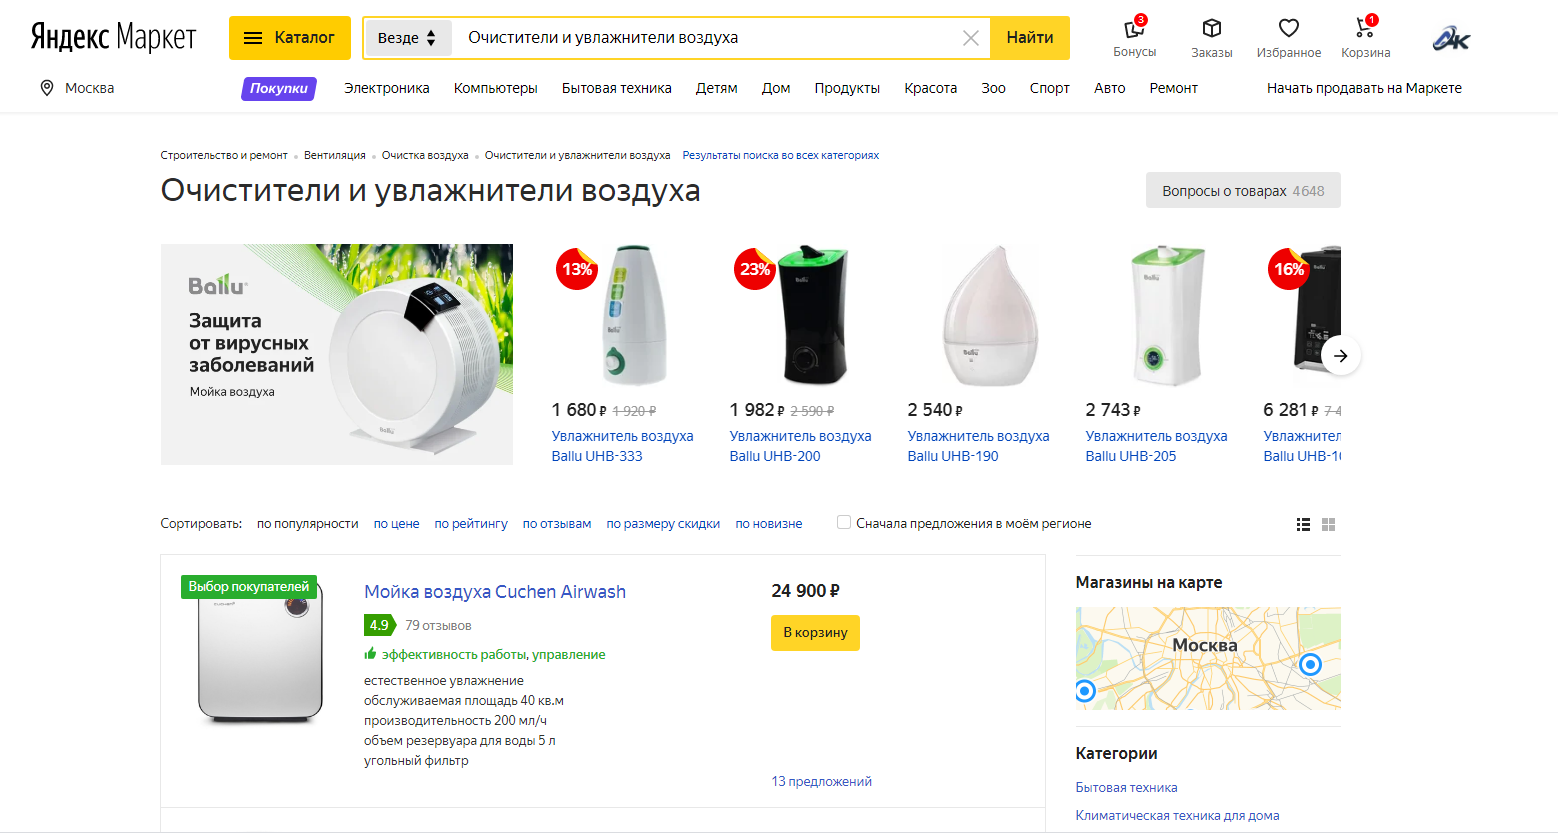 Яндекс Маркет
Каталог
Везде
Очистители и увлажнители воздуха
Найти
3
Бонусы
Заказы
Избранное
1
Корзина
Москва
Покупки
Электроника
Компьютеры
Бытовая техника
Детям
Дом
Продукты
Красота
Зоо
Спорт
Авто
Ремонт
Начать продавать на Маркете
Строительство и ремонт
Вентиляция
Очистка воздуха
Очистители и увлажнители воздуха
Результаты поиска во всех категориях
Очистители и увлажнители воздуха
Вопросы о товарах 4648
Ballu
Защита
от вирусных
заболеваний
Мойка воздуха
13%
1 680 ₽ 1 920 ₽
Увлажнитель воздуха
Ballu UHB-333
23%
1 982 ₽ 2 590 ₽
Увлажнитель воздуха
Ballu UHB-200
2 540 ₽
Увлажнитель воздуха
Ballu UHB-190
2 743 ₽
Увлажнитель воздуха
Ballu UHB-205
16%
6 281 ₽
Ballu
Сортировать:
по популярности
по цене
по рейтингу
по отзывам
по размеру скидки
по новизне
Сначала предложения в моём регионе
Выбор покупателей
Мойка воздуха Cuchen Airwash
4.9 79 отзывов
эффективность работы, управление
естественное увлажнение
обслуживаемая площадь 40 кв.м
производительность 200 мл/ч
объем резервуара для воды 5 л
угольный фильтр
24 900 ₽
В корзину
13 предложений
Магазины на карте
Москва
Категории
Бытовая техника
Климатическая техника для дома